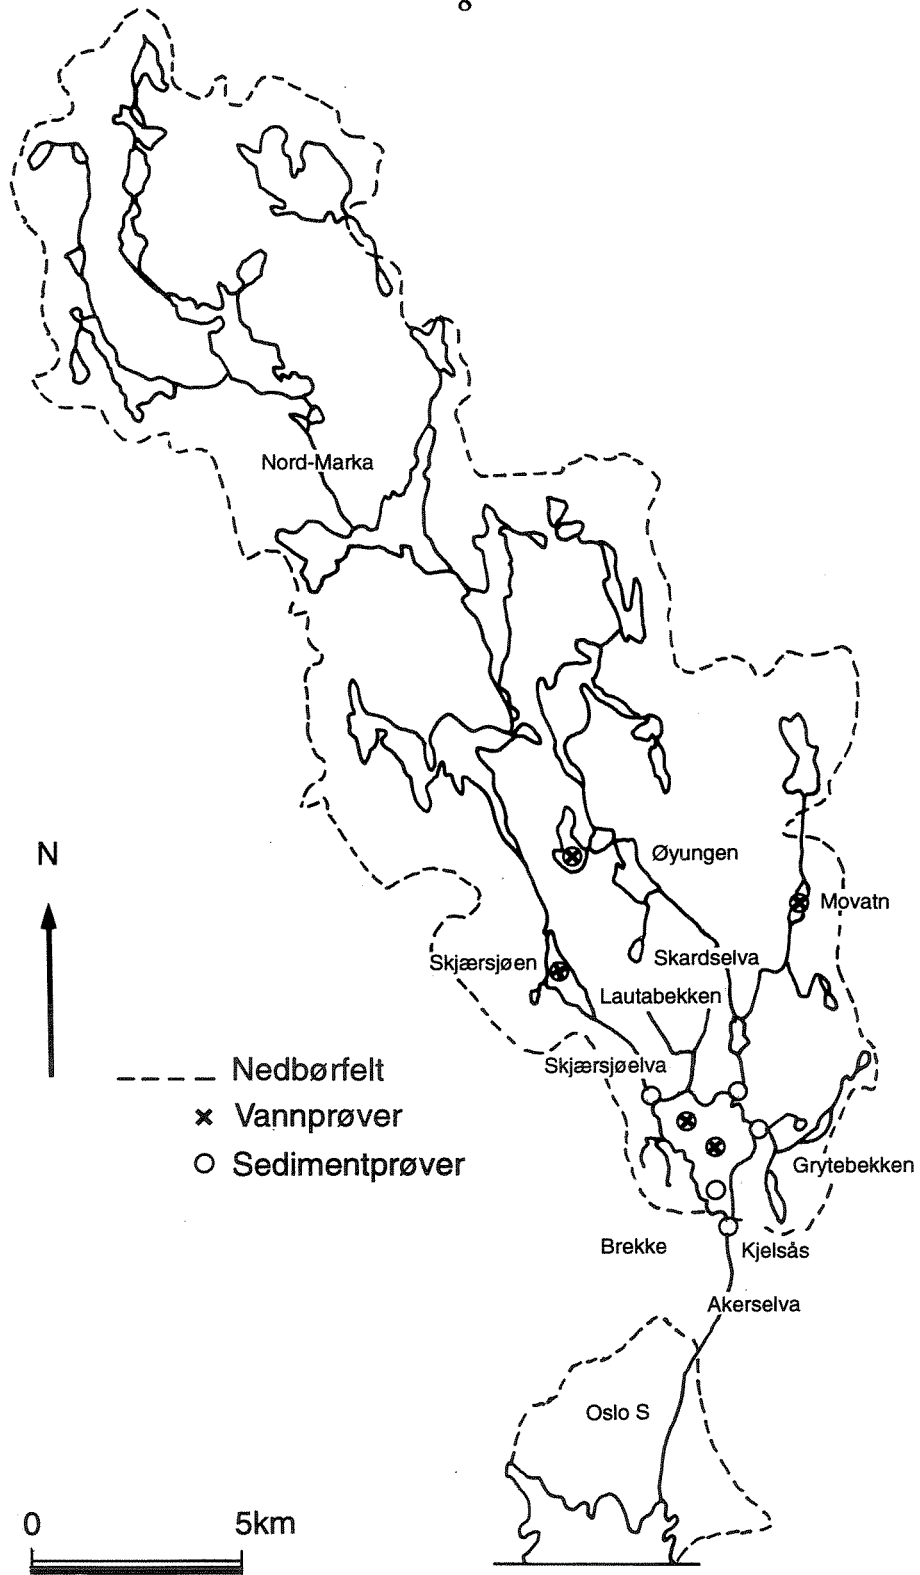 8
Nord-Marka
N
Øyungen
Movatn
Skjærsjøen
Skardselva
Lautabekken
Skjærsjøelva
Nedbørfelt
Vannprøver
Sedimentprøver
Grytebekken
Brekke
Kjelsås
Akerselva
Oslo S
0 5km